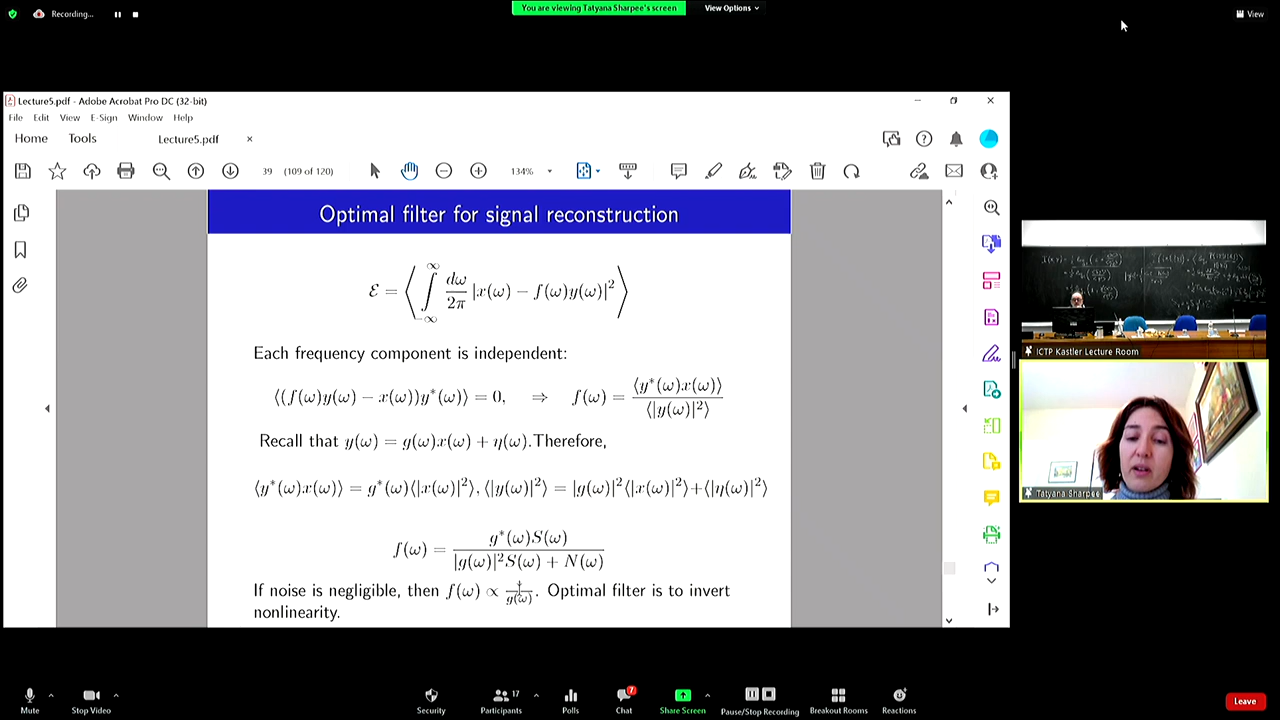 Recording...
You are viewing Tatyana Sharpee's screen
View Options
View
Lecture5.pdf - Adobe Acrobat Pro DC (32-bit)
File Edit View E-Sign Window Help
Home Tools Lecture5.pdf
39 (109 of 120) 134%
Optimal filter for signal reconstruction
ℰ = ⟨ ∫_{-∞}^{∞} dω/2π |x(ω) − f(ω)y(ω)|² ⟩
Each frequency component is independent:
⟨(f(ω)y(ω) − x(ω))y*(ω)⟩ = 0, ⇒ f(ω) = ⟨y*(ω)x(ω)⟩ / ⟨|y(ω)|²⟩
Recall that y(ω) = g(ω)x(ω) + η(ω).Therefore,
⟨y*(ω)x(ω)⟩ = g*(ω)⟨|x(ω)|²⟩, ⟨|y(ω)|²⟩ = |g(ω)|²⟨|x(ω)|²⟩+⟨|η(ω)|²⟩
f(ω) = g*(ω)S(ω) / |g(ω)|²S(ω) + N(ω)
If noise is negligible, then f(ω) ∝ 1/g(ω). Optimal filter is to invert
nonlinearity.
ICTP Kastler Lecture Room
Tatyana Sharpee
Mute
Stop Video
Security
Participants 17
Polls
Chat 7
Share Screen
Pause/Stop Recording
Breakout Rooms
Reactions
Leave